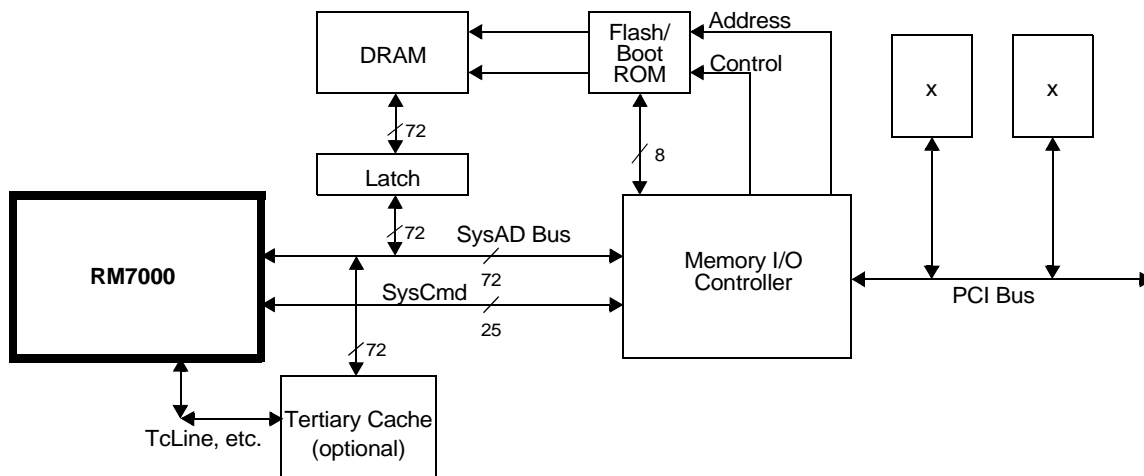 Address
DRAM
Flash/
Boot
ROM
Control
x
x
72
8
Latch
72
SysAD Bus
72
RM7000
Memory I/O
Controller
SysCmd
25
PCI Bus
72
TcLine, etc.
Tertiary Cache
(optional)